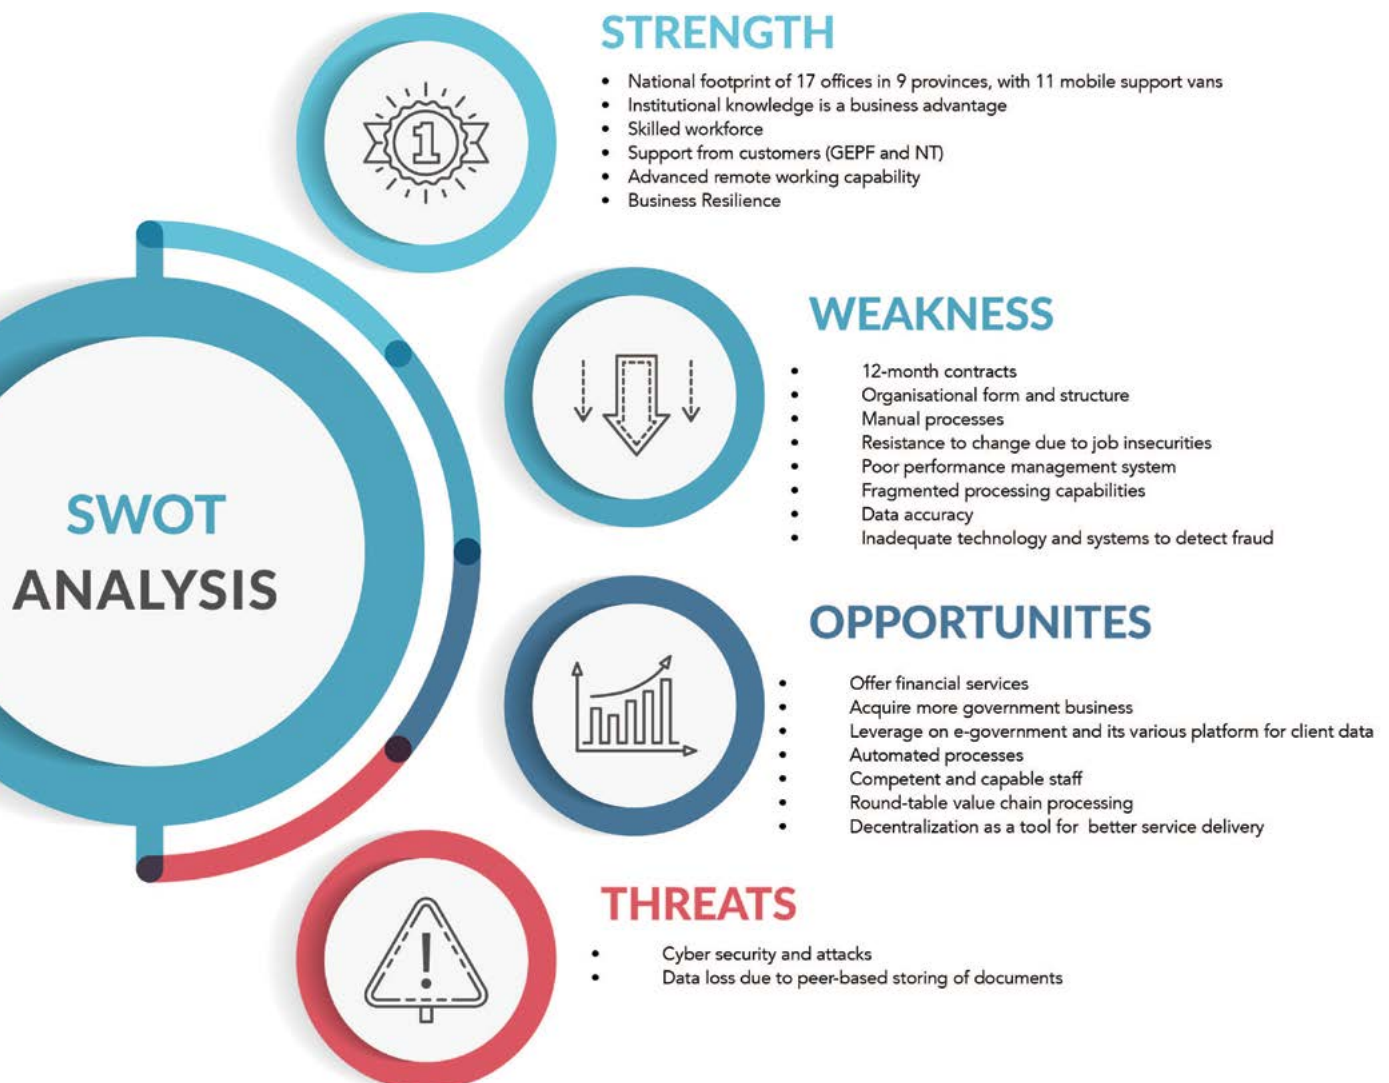 SWOT
ANALYSIS
STRENGTH
• National footprint of 17 offices in 9 provinces, with 11 mobile support vans
• Institutional knowledge is a business advantage
• Skilled workforce
• Support from customers (GEPF and NT)
• Advanced remote working capability
• Business Resilience
1
WEAKNESS
• 12-month contracts
• Organisational form and structure
• Manual processes
• Resistance to change due to job insecurities
• Poor performance management system
• Fragmented processing capabilities
• Data accuracy
• Inadequate technology and systems to detect fraud
OPPORTUNITES
• Offer financial services
• Acquire more government business
• Leverage on e-government and its various platform for client data
• Automated processes
• Competent and capable staff
• Round-table value chain processing
• Decentralization as a tool for better service delivery
THREATS
• Cyber security and attacks
• Data loss due to peer-based storing of documents
!